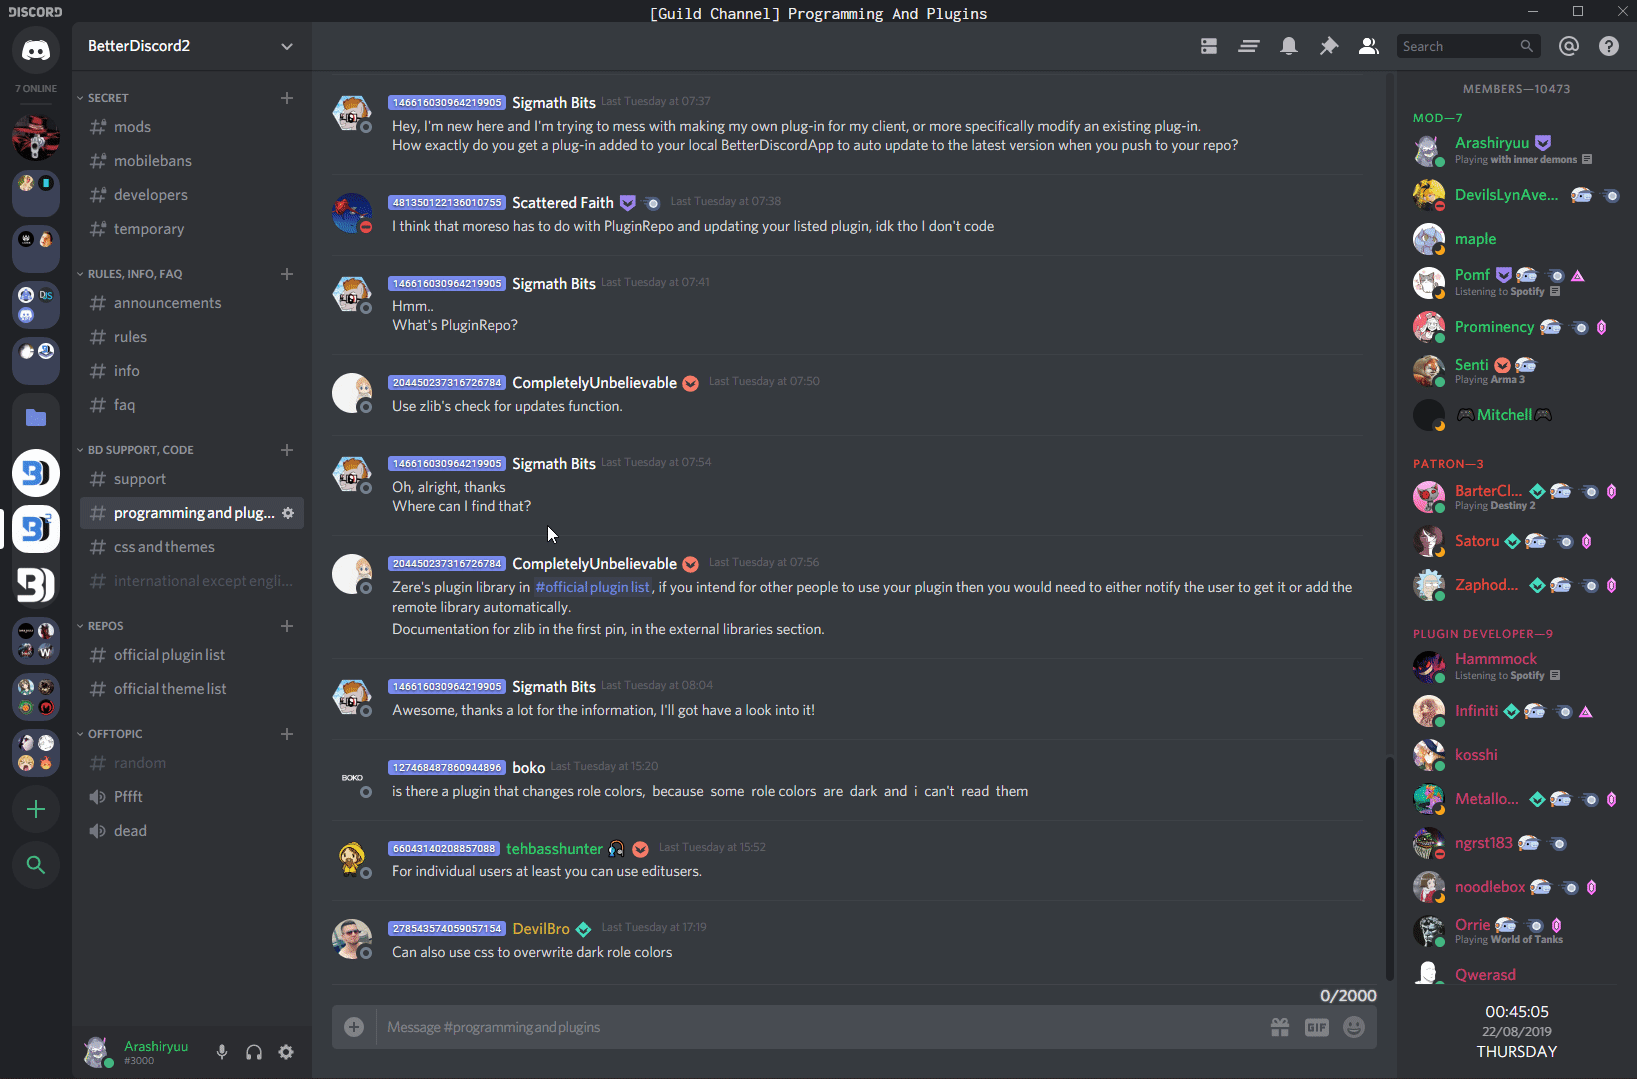 DISCORD
[Guild Channel] Programming And Plugins
7 ONLINE
BetterDiscord2
SECRET
mods
mobilebans
developers
temporary
RULES, INFO, FAQ
announcements
rules
info
faq
BD SUPPORT, CODE
support
programming and plug...
css and themes
international except engli...
REPOS
official plugin list
official theme list
OFFTOPIC
random
Pffft
dead
Arashiryuu
#3000
Search
146616030964219905 Sigmath Bits Last Tuesday at 07:37
Hey, I'm new here and I'm trying to mess with making my own plug-in for my client, or more specifically modify an existing plug-in.
How exactly do you get a plug-in added to your local BetterDiscordApp to auto update to the latest version when you push to your repo?
481350122136010755 Scattered Faith Last Tuesday at 07:38
I think that moreso has to do with PluginRepo and updating your listed plugin, idk tho I don't code
146616030964219905 Sigmath Bits Last Tuesday at 07:41
Hmm..
What's PluginRepo?
204450237316726784 CompletelyUnbelievable Last Tuesday at 07:50
Use zlib's check for updates function.
146616030964219905 Sigmath Bits Last Tuesday at 07:54
Oh, alright, thanks
Where can I find that?
204450237316726784 CompletelyUnbelievable Last Tuesday at 07:56
Zere's plugin library in #official plugin list, if you intend for other people to use your plugin then you would need to either notify the user to get it or add the
remote library automatically.
Documentation for zlib in the first pin, in the external libraries section.
146616030964219905 Sigmath Bits Last Tuesday at 08:04
Awesome, thanks a lot for the information, I'll got have a look into it!
BOKO
127468487860944896 boko Last Tuesday at 15:20
is there a plugin that changes role colors, because some role colors are dark and i can't read them
66043140208857088 tehbasshunter Last Tuesday at 15:52
For individual users at least you can use editusers.
278543574059057154 DevilBro Last Tuesday at 17:19
Can also use css to overwrite dark role colors
0/2000
Message #programming and plugins
GIF
MEMBERS—10473
MOD—7
Arashiryuu
Playing with inner demons
DevilsLynAve...
maple
Pomf
Listening to Spotify
Prominency
Senti
Playing Arma 3
Mitchell
PATRON—3
BarterCl...
Playing Destiny 2
Satoru
Zaphod...
PLUGIN DEVELOPER—9
Hammmock
Listening to Spotify
Infiniti
kosshi
Metallo...
ngrst183
noodlebox
Orrie
Playing World of Tanks
Qwerasd
00:45:05
22/08/2019
THURSDAY